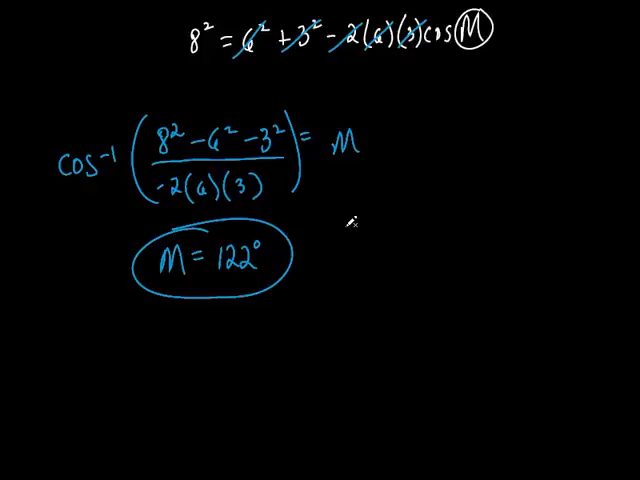 8² = 6² + 3² - 2(6)(3)cos M
cos⁻¹ ( (8² - 6² - 3²) / (-2(6)(3)) ) = M
M = 122°